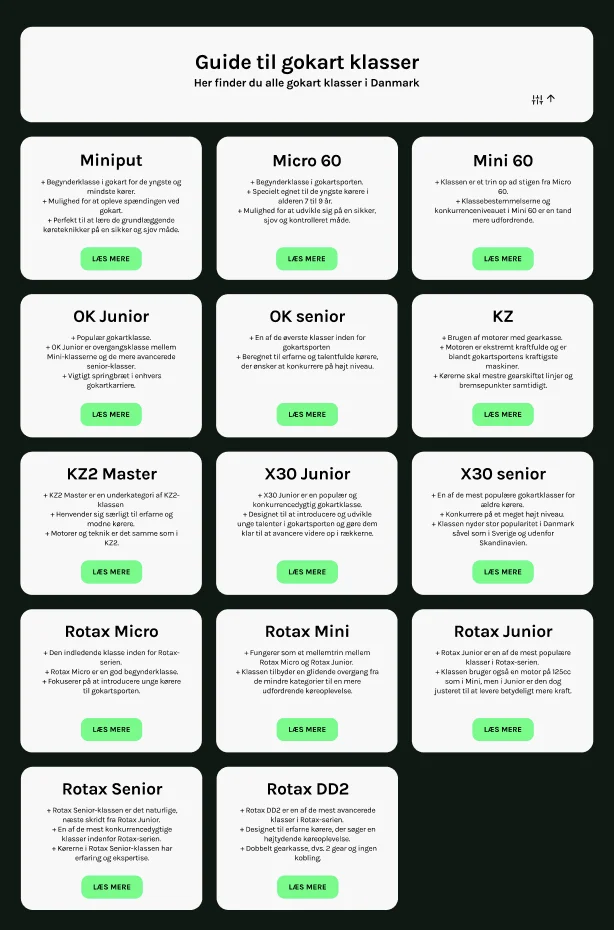 Guide til gokart klasser
Her finder du alle gokart klasser i Danmark
Miniput
+ Begynderklasse i gokart for de yngste og
mindste kører.
+ Mulighed for at opleve spændingen ved
gokart.
+ Perfekt til at lære de grundlæggende
køreteknikker på en sikker og sjov måde.
LÆS MERE
Micro 60
+ Begynderklasse i gokartsporten.
+ Specielt egnet til de yngste kørere i
alderen 7 til 9 år.
+ Mulighed for at udvikle sig på en sikker,
sjov og kontrolleret måde.
LÆS MERE
Mini 60
+ Klassen er et trin op ad stigen fra Micro
60.
+ Klassebestemmelserne og
konkurrenceniveauet i Mini 60 er en tand
mere udfordrende.
LÆS MERE
OK Junior
+ Populær gokartklasse.
+ OK Junior er overgangsklasse mellem
Mini-klasserne og de mere avancerede
senior-klasser.
+ Vigtigt springbræt i enhvers
gokartkarriere.
LÆS MERE
OK senior
+ En af de øverste klasser inden for
gokartsporten
+ Beregnet til erfarne og talentfulde kørere,
der ønsker at konkurrere på højt niveau.
LÆS MERE
KZ
+ Brugen af motorer med gearkasse.
+ Motoren er ekstremt kraftfulde og er
blandt gokartsportens kraftigste
maskiner.
+ Kørerne skal mestre gearskiftet linjer og
bremsepunkter samtidigt.
LÆS MERE
KZ2 Master
+ KZ2 Master er en underkategori af KZ2-
klassen
+ Henvender sig særligt til erfarne og
modne kørere.
+ Motorer og teknik er det samme som i
KZ2.
LÆS MERE
X30 Junior
+ X30 Junior er en populær og
konkurrencedygtig gokartklasse.
+ Designet til at introducere og udvikle
unge talenter i gokartsporten og gøre dem
klar til at avancere videre op i rækkerne.
LÆS MERE
X30 senior
+ En af de mest populære gokartklasser for
ældre kørere.
+ Konkurrere på et meget højt niveau.
+ Klassen nyder stor popularitet i Danmark
såvel som i Sverige og udenfor
Skandinavien.
LÆS MERE
Rotax Micro
+ Den indledende klasse inden for Rotax-
serien.
+ Rotax Micro er en god begynderklasse.
+ Fokuserer på at introducere unge kørere
til gokartsporten.
LÆS MERE
Rotax Mini
+ Fungerer som et mellemtrin mellem
Rotax Micro og Rotax Junior.
+ Klassen tilbyder en glidende overgang fra
de mindre kategorier til en mere
udfordrende køreoplevelse.
LÆS MERE
Rotax Junior
+ Rotax Junior er en af de mest populære
klasser i Rotax-serien.
+ Klassen bruger også en motor på 125cc
som i Mini, men i Junior er den dog
justeret til at levere betydeligt mere kraft.
LÆS MERE
Rotax Senior
+ Rotax Senior-klassen er det naturlige,
næste skridt fra Rotax Junior.
+ En af de mest konkurrencedygtige
klasser indenfor Rotax-serien.
+ Kørerne i Rotax Senior-klassen har
erfaring og ekspertise.
LÆS MERE
Rotax DD2
+ Rotax DD2 er en af de mest avancerede
klasser i Rotax-serien.
+ Designet til erfarne kørere, der søger en
højtydende køreoplevelse.
+ Dobbelt gearkasse, dvs. 2 gear og ingen
kobling.
LÆS MERE